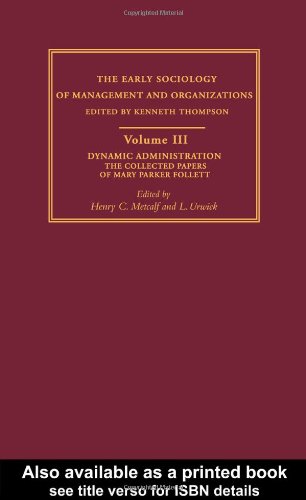 THE EARLY SOCIOLOGY
OF MANAGEMENT AND ORGANIZATIONS
EDITED BY KENNETH THOMPSON
Volume III
DYNAMIC ADMINISTRATION
THE COLLECTED PAPERS
OF MARY PARKER FOLLETT
Edited by
Henry C. Metcalf and L. Urwick
Also available as a printed book
see title verso for ISBN details